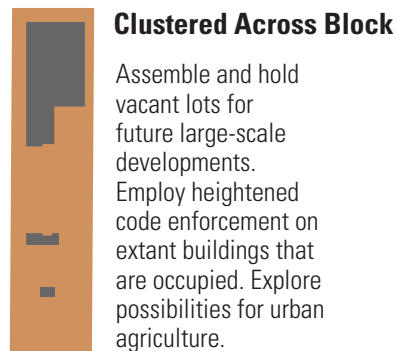 Clustered Across Block
Assemble and hold
vacant lots for
future large-scale
developments.
Employ heightened
code enforcement on
extant buildings that
are occupied. Explore
possibilities for urban
agriculture.